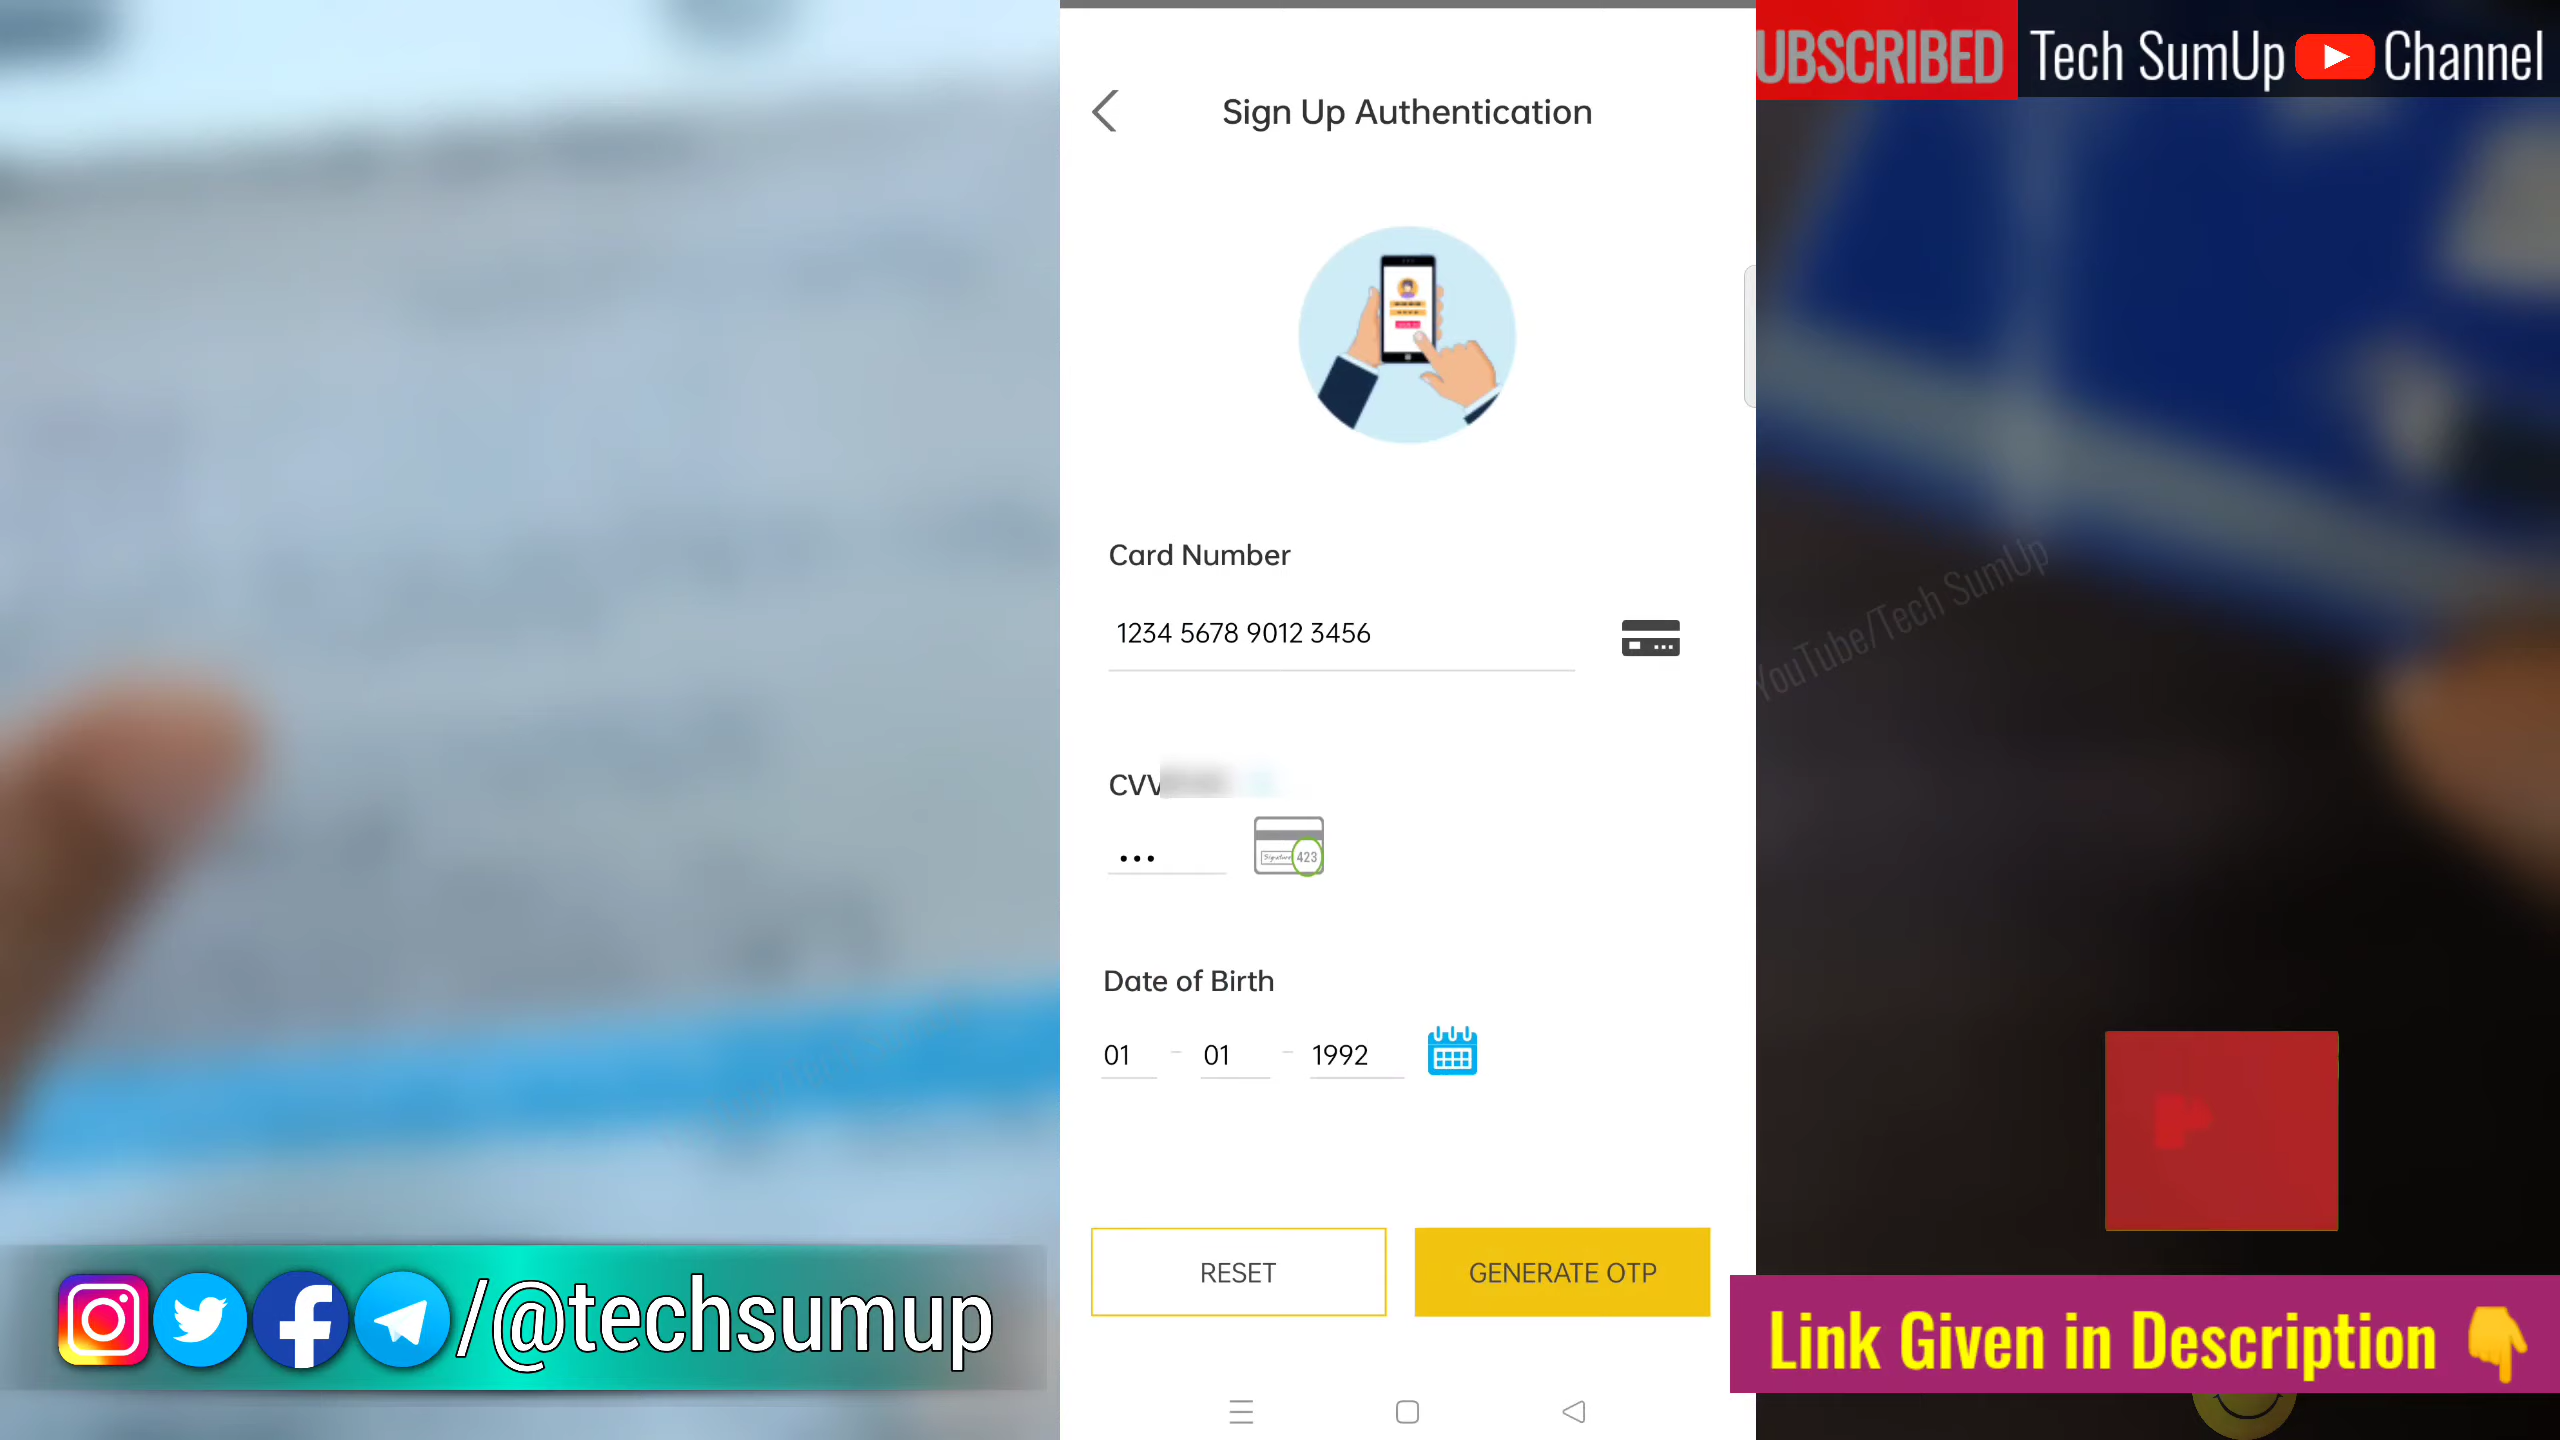 UBSCRIBED Tech SumUp Channel
Sign Up Authentication
Card Number
1234 5678 9012 3456
YouTube/Tech SumUp
CVV
•••
Signature 423
Date of Birth
01 - 01 - 1992
RESET
GENERATE OTP
/@techsumup
Link Given in Description 👇